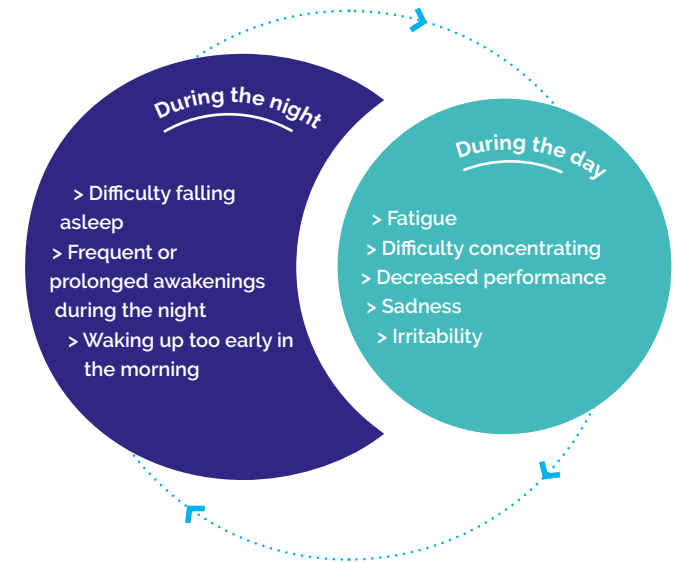 During the night
> Difficulty falling
asleep
> Frequent or
prolonged awakenings
during the night
> Waking up too early in
the morning
During the day
> Fatigue
> Difficulty concentrating
> Decreased performance
> Sadness
> Irritability